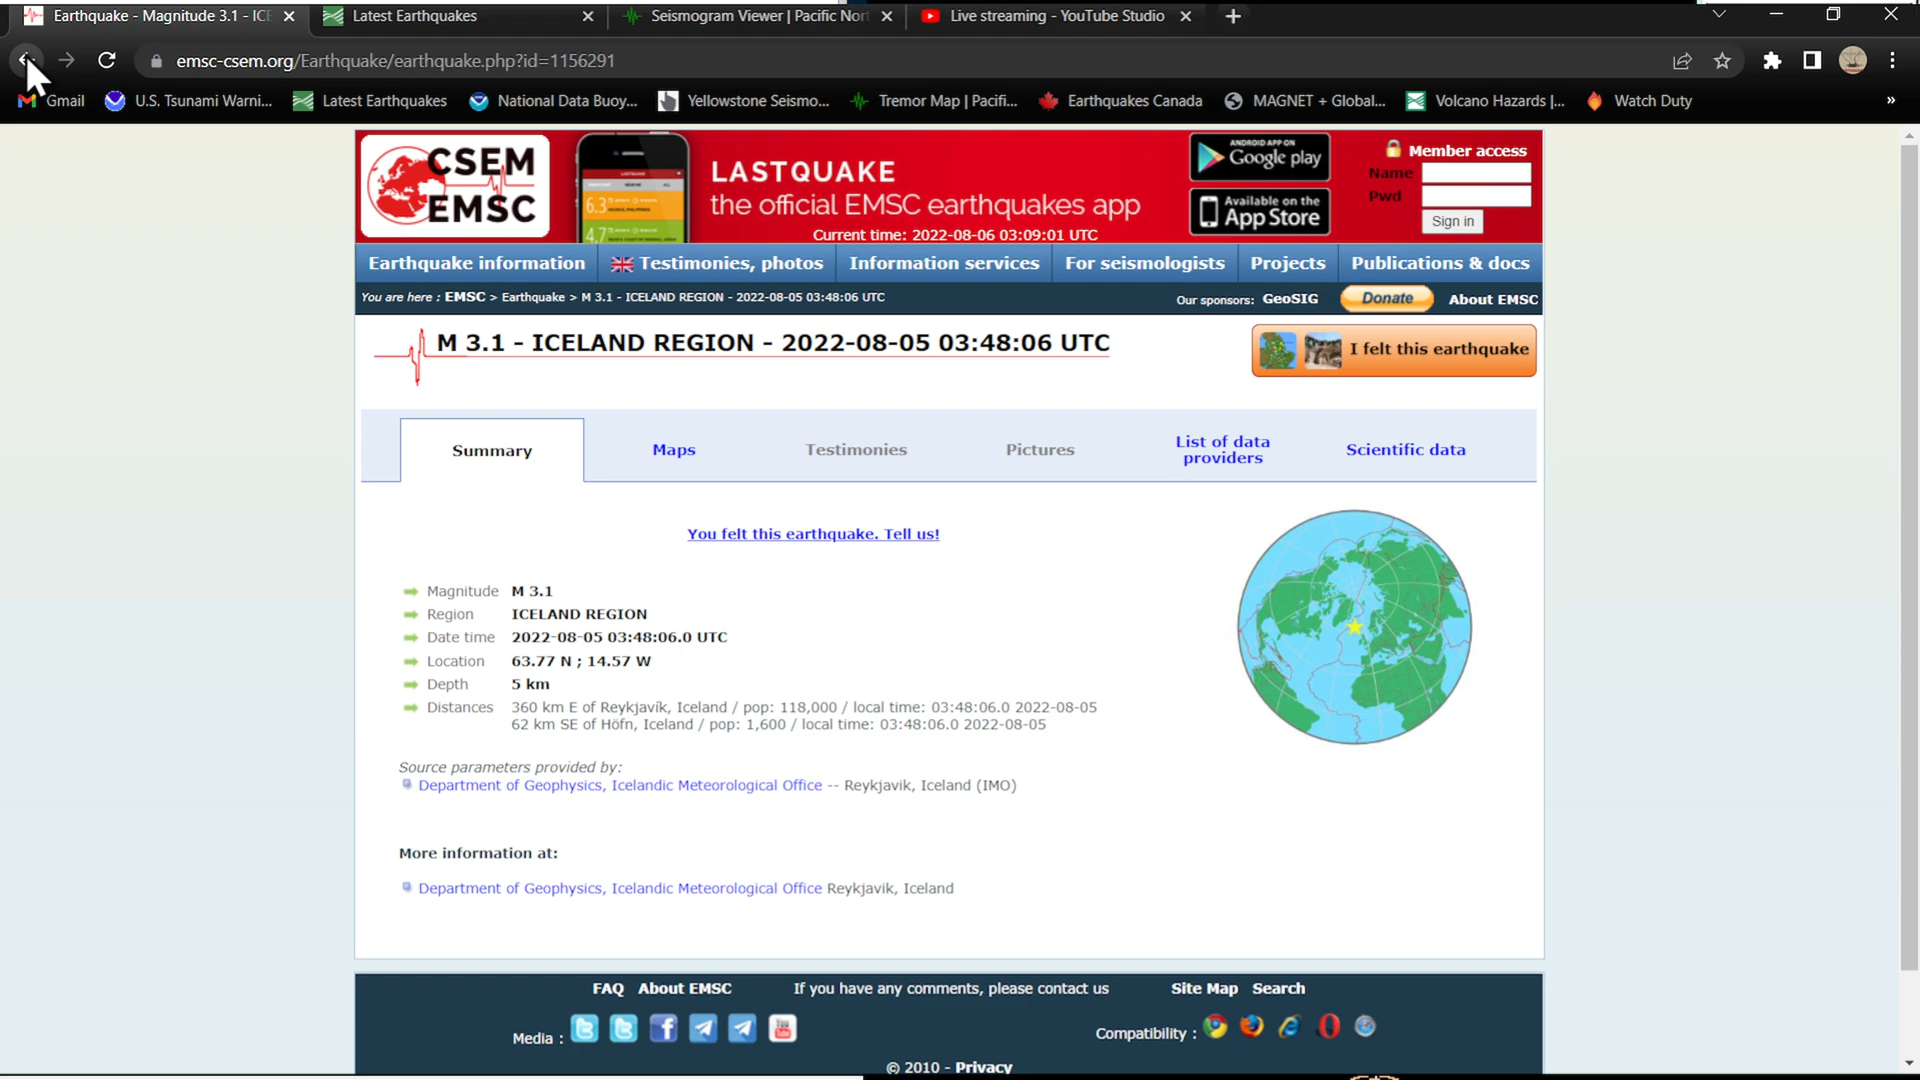 Earthquake - Magnitude 3.1 - ICE
Latest Earthquakes
Seismogram Viewer | Pacific Nort
Live streaming - YouTube Studio
emsc-csem.org/Earthquake/earthquake.php?id=1156291
Gmail
U.S. Tsunami Warni...
Latest Earthquakes
National Data Buoy...
Yellowstone Seismo...
Tremor Map | Pacifi...
Earthquakes Canada
MAGNET + Global...
Volcano Hazards |...
Watch Duty
»
CSEM
EMSC
LASTQUAKE
6.3
4.7
LASTQUAKE
the official EMSC earthquakes app
Current time: 2022-08-06 03:09:01 UTC
ANDROID APP ON
Google play
Available on the
App Store
Member access
Name
Pwd
Sign in
Earthquake information
Testimonies, photos
Information services
For seismologists
Projects
Publications & docs
You are here : EMSC > Earthquake > M 3.1 - ICELAND REGION - 2022-08-05 03:48:06 UTC
Our sponsors: GeoSIG
Donate
About EMSC
M 3.1 - ICELAND REGION - 2022-08-05 03:48:06 UTC
I felt this earthquake
Summary
Maps
Testimonies
Pictures
List of data
providers
Scientific data
You felt this earthquake. Tell us!
Magnitude M 3.1
Region ICELAND REGION
Date time 2022-08-05 03:48:06.0 UTC
Location 63.77 N ; 14.57 W
Depth 5 km
Distances 360 km E of Reykjavík, Iceland / pop: 118,000 / local time: 03:48:06.0 2022-08-05
62 km SE of Höfn, Iceland / pop: 1,600 / local time: 03:48:06.0 2022-08-05
Source parameters provided by:
Department of Geophysics, Icelandic Meteorological Office -- Reykjavik, Iceland (IMO)
More information at:
Department of Geophysics, Icelandic Meteorological Office Reykjavik, Iceland
FAQ About EMSC
If you have any comments, please contact us
Site Map Search
Media :
Compatibility :
© 2010 - Privacy